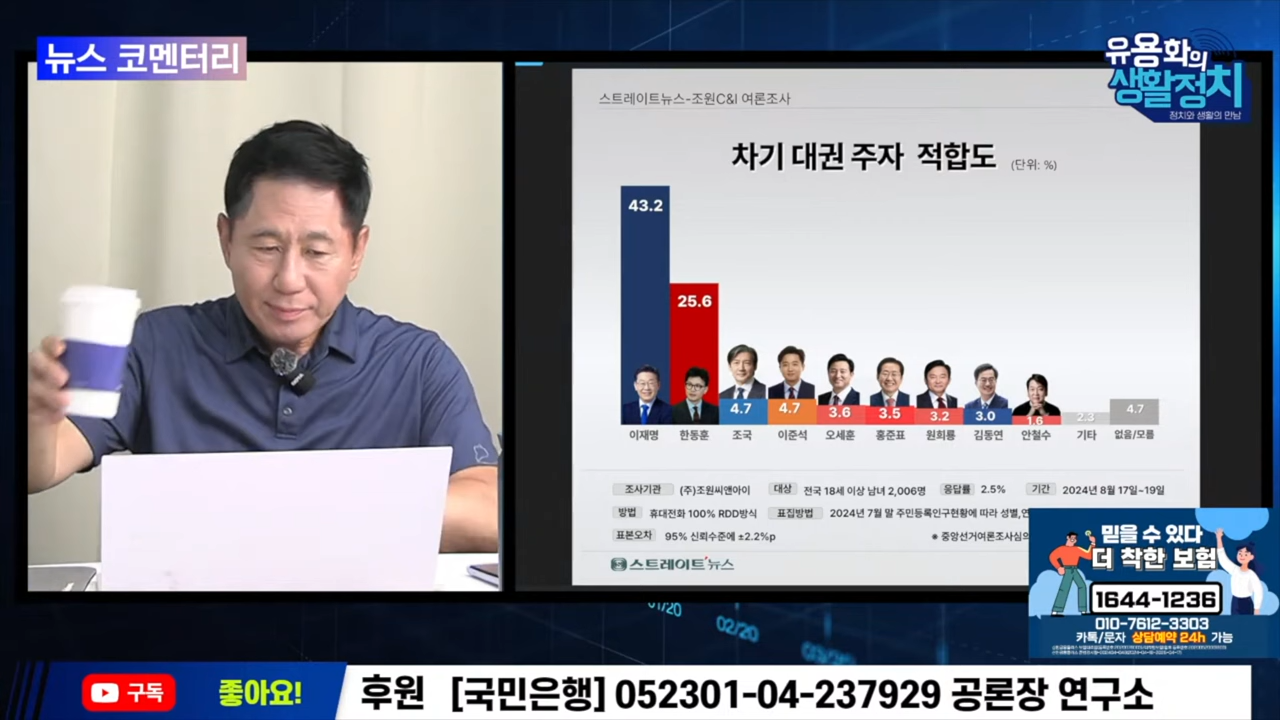 뉴스 코멘터리
유용화의
생활정치
정치와 생활의 만남
스트레이트뉴스-조원C&I 여론조사
차기 대권 주자 적합도 (단위: %)
43.2
25.6
4.7
4.7
3.6
3.5
3.2
3.0
1.6
2.3
4.7
이재명
한동훈
조국
이준석
오세훈
홍준표
원희룡
김동연
안철수
기타
없음/모름
조사기관 (주)조원씨앤아이 대상 전국 18세 이상 남녀 2,006명 응답률 2.5% 기간 2024년 8월 17일~19일
방법 휴대전화 100% RDD방식 표집방법 2024년 7월 말 주민등록인구현황에 따라 성별,연
표본오차 95% 신뢰수준에 ±2.2%p ※ 중앙선거여론조사심의
스트레이트뉴스
믿을 수 있다
더 착한 보험
1644-1236
010-7612-3303
카톡/문자 상담예약 24h 가능
01/20
02/20
구독
좋아요!
후원 [국민은행] 052301-04-237929 공론장 연구소